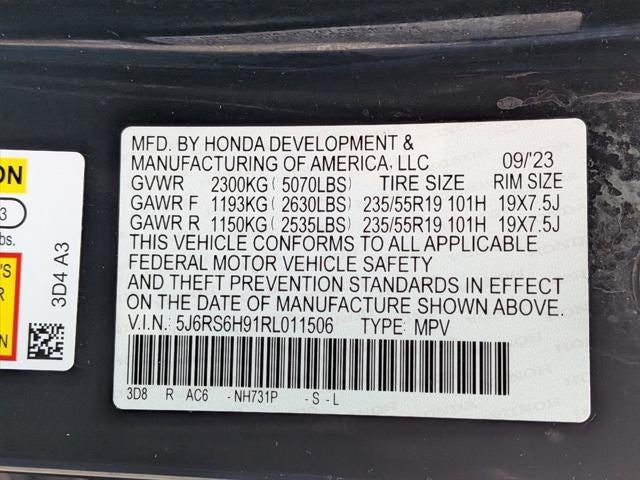 MFD. BY HONDA DEVELOPMENT &
MANUFACTURING OF AMERICA, LLC 09/'23
GVWR 2300KG ( 5070LBS) TIRE SIZE RIM SIZE
GAWR F 1193KG ( 2630LBS) 235/55R19 101H 19X7.5J
GAWR R 1150KG ( 2535LBS) 235/55R19 101H 19X7.5J
THIS VEHICLE CONFORMS TO ALL APPLICABLE
FEDERAL MOTOR VEHICLE SAFETY
AND THEFT PREVENTION STANDARDS IN EFFECT
ON THE DATE OF MANUFACTURE SHOWN ABOVE.
V.I.N.: 5J6RS6H91RL011506 TYPE: MPV
3D8 R AC6 - NH731P - S - L
ON
3
bs.
'S
R
N
3D4 A3